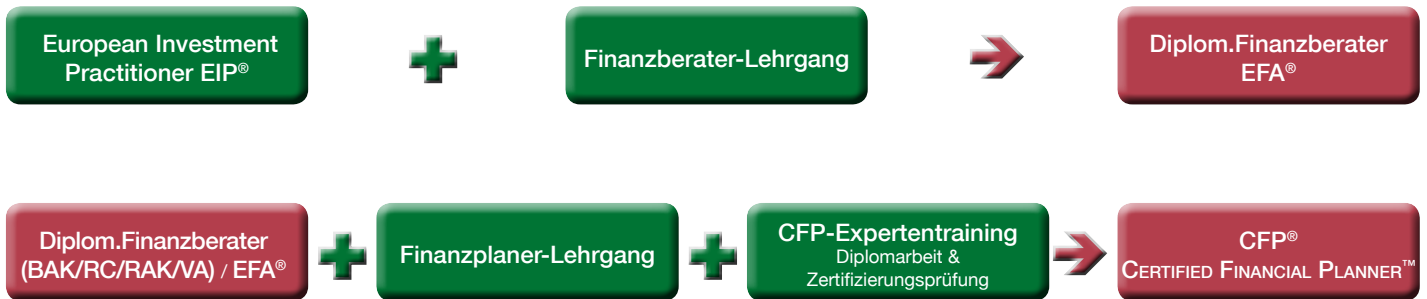 European Investment
Practitioner EIP®
Finanzberater-Lehrgang
Diplom.Finanzberater
EFA®
Diplom.Finanzberater
(BAK/RC/RAK/VA) / EFA®
Finanzplaner-Lehrgang
CFP-Expertentraining
Diplomarbeit &
Zertifizierungsprüfung
CFP®
CERTIFIED FINANCIAL PLANNER™